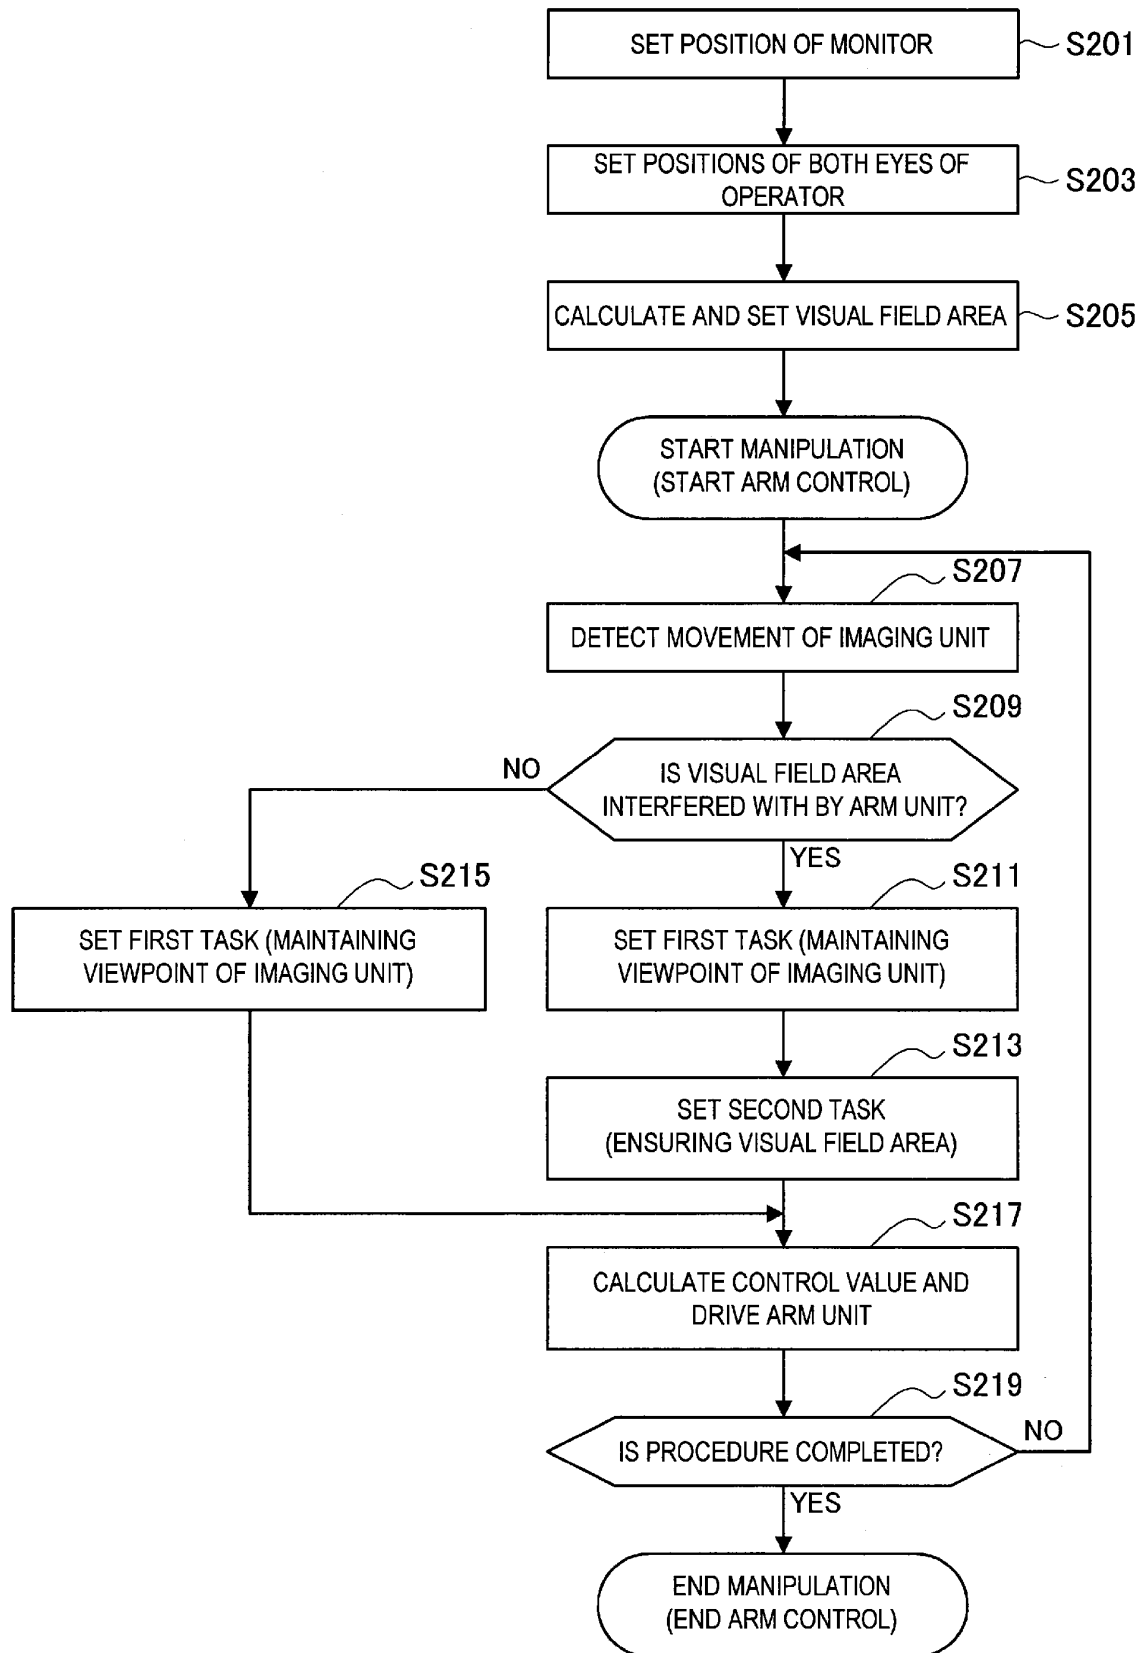 SET POSITION OF MONITOR
S201
SET POSITIONS OF BOTH EYES OF
OPERATOR
S203
CALCULATE AND SET VISUAL FIELD AREA
S205
START MANIPULATION
(START ARM CONTROL)
S207
DETECT MOVEMENT OF IMAGING UNIT
S209
NO
IS VISUAL FIELD AREA
INTERFERED WITH BY ARM UNIT?
YES
S215
SET FIRST TASK (MAINTAINING
VIEWPOINT OF IMAGING UNIT)
S211
SET FIRST TASK (MAINTAINING
VIEWPOINT OF IMAGING UNIT)
S213
SET SECOND TASK
(ENSURING VISUAL FIELD AREA)
S217
CALCULATE CONTROL VALUE AND
DRIVE ARM UNIT
S219
IS PROCEDURE COMPLETED?
NO
YES
END MANIPULATION
(END ARM CONTROL)